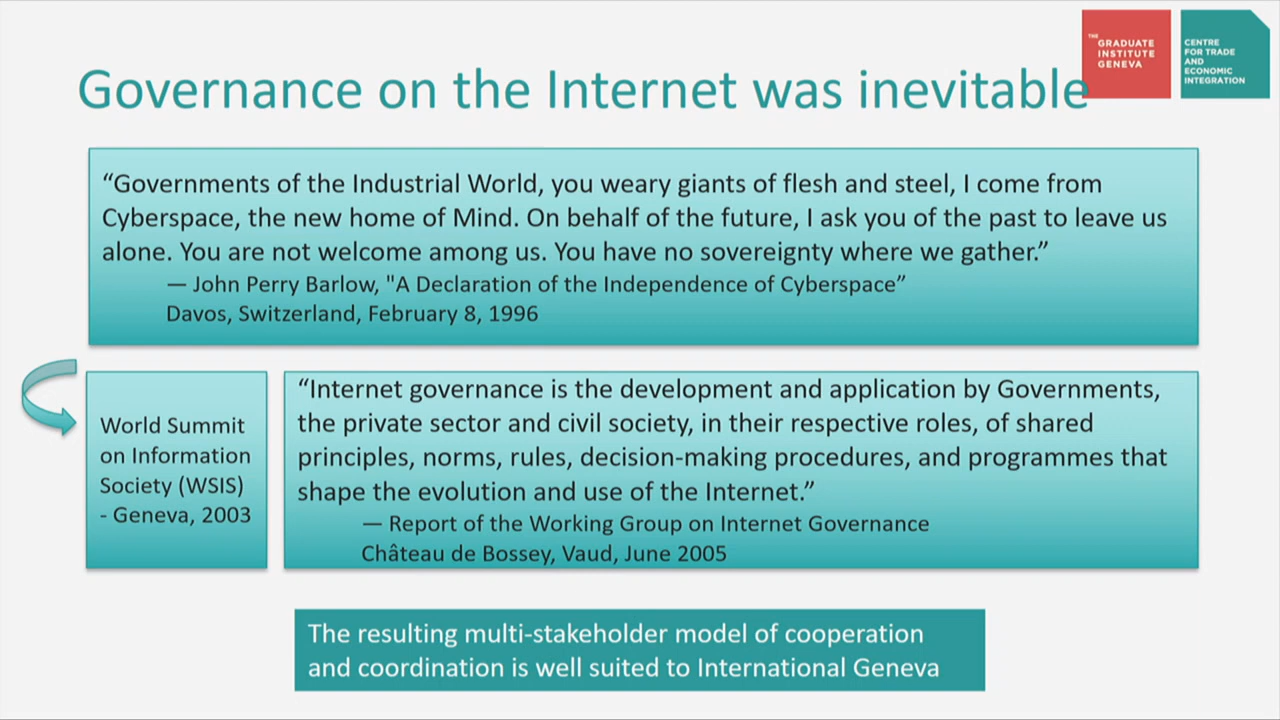 THE
GRADUATE
INSTITUTE
GENEVA
CENTRE
FOR TRADE
AND
ECONOMIC
INTEGRATION
Governance on the Internet was inevitable
“Governments of the Industrial World, you weary giants of flesh and steel, I come from
Cyberspace, the new home of Mind. On behalf of the future, I ask you of the past to leave us
alone. You are not welcome among us. You have no sovereignty where we gather.”
— John Perry Barlow, "A Declaration of the Independence of Cyberspace”
Davos, Switzerland, February 8, 1996
World Summit
on Information
Society (WSIS)
- Geneva, 2003
“Internet governance is the development and application by Governments,
the private sector and civil society, in their respective roles, of shared
principles, norms, rules, decision-making procedures, and programmes that
shape the evolution and use of the Internet.”
— Report of the Working Group on Internet Governance
Château de Bossey, Vaud, June 2005
The resulting multi-stakeholder model of cooperation
and coordination is well suited to International Geneva